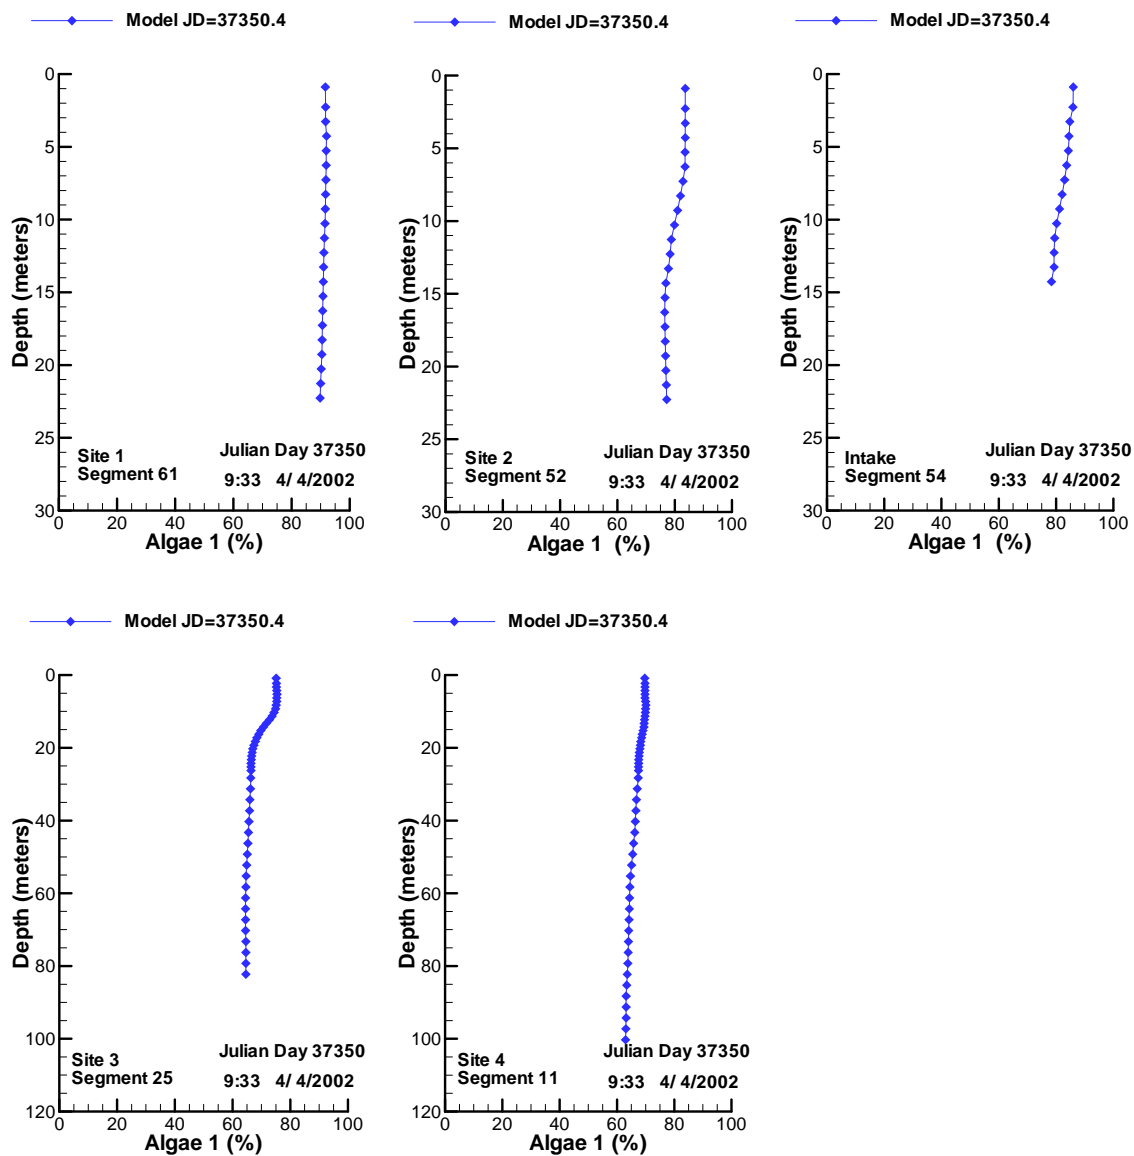 Model JD=37350.4
0
5
10
15
20
25
30
Depth (meters)
Site 1
Segment 61
Julian Day 37350
9:33 4/ 4/2002
0 20 40 60 80 100
Algae 1 (%)
Model JD=37350.4
0
5
10
15
20
25
30
Depth (meters)
Site 2
Segment 52
Julian Day 37350
9:33 4/ 4/2002
0 20 40 60 80 100
Algae 1 (%)
Model JD=37350.4
0
5
10
15
20
25
30
Depth (meters)
Intake
Segment 54
Julian Day 37350
9:33 4/ 4/2002
0 20 40 60 80 100
Algae 1 (%)
Model JD=37350.4
0
20
40
60
80
100
120
Depth (meters)
Site 3
Segment 25
Julian Day 37350
9:33 4/ 4/2002
0 20 40 60 80 100
Algae 1 (%)
Model JD=37350.4
0
20
40
60
80
100
120
Depth (meters)
Site 4
Segment 11
Julian Day 37350
9:33 4/ 4/2002
0 20 40 60 80 100
Algae 1 (%)